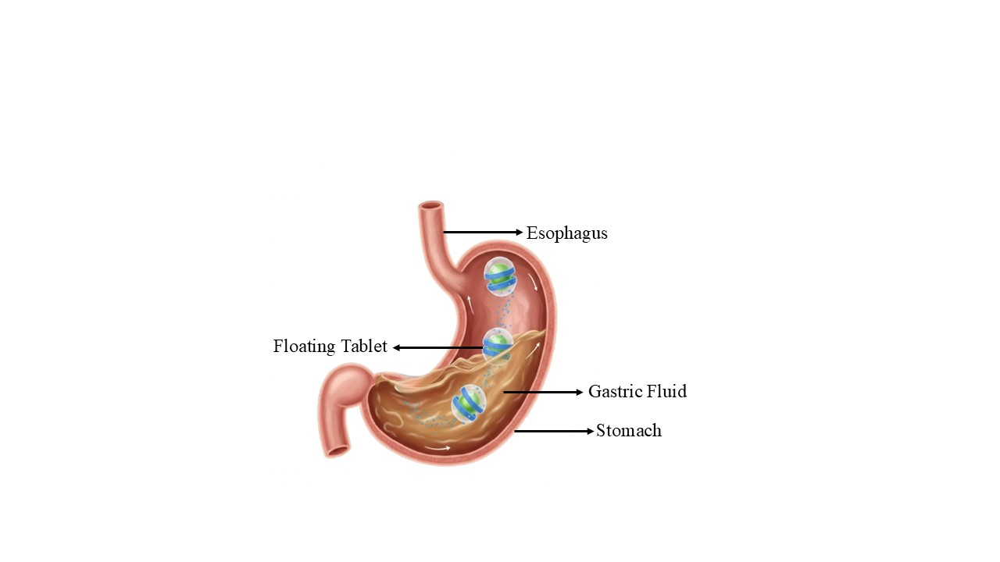 Esophagus
Floating Tablet
Gastric Fluid
Stomach